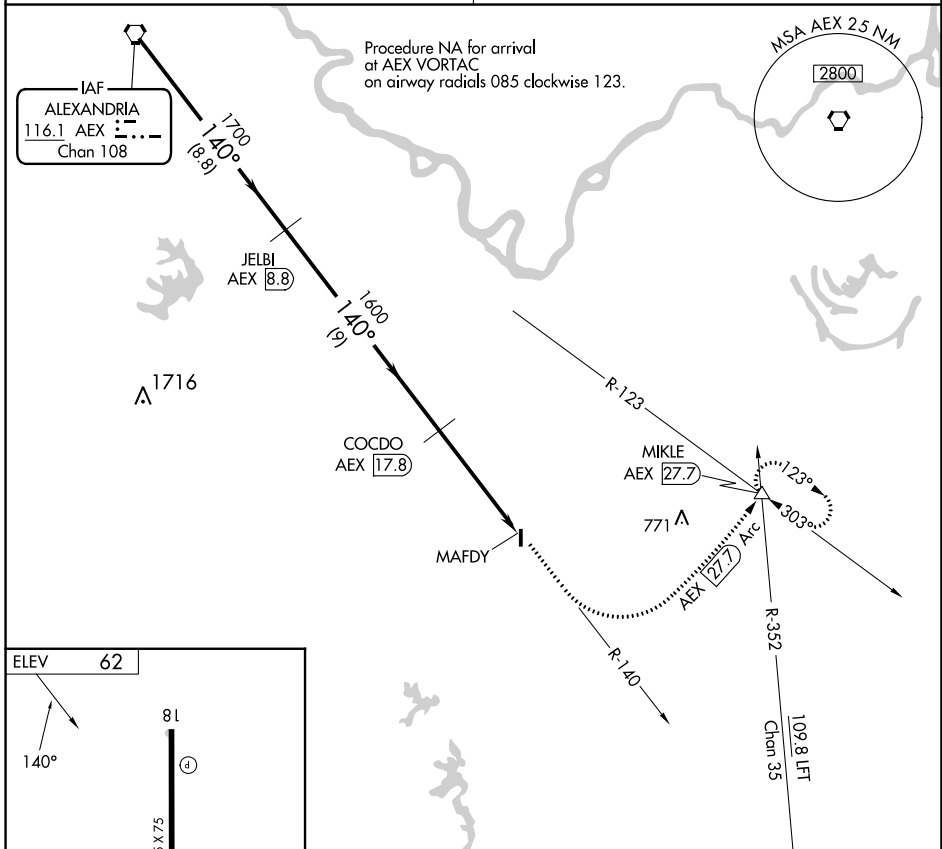 Procedure NA for arrival
at AEX VORTAC
on airway radials 085 clockwise 123.
MSA AEX 25 NM
2800
IAF
ALEXANDRIA
116.1 AEX
Chan 108
1700
140°
(8.8)
JELBI
AEX 8.8
1600
140°
(9)
1716
COCDO
AEX 17.8
R-123
MIKLE
AEX 27.7
123°
303°
771
MAFDY
AEX 27.7 Arc
R-140
R-352
109.8 LFT
Chan 35
ELEV 62
140°
18
P
X 75